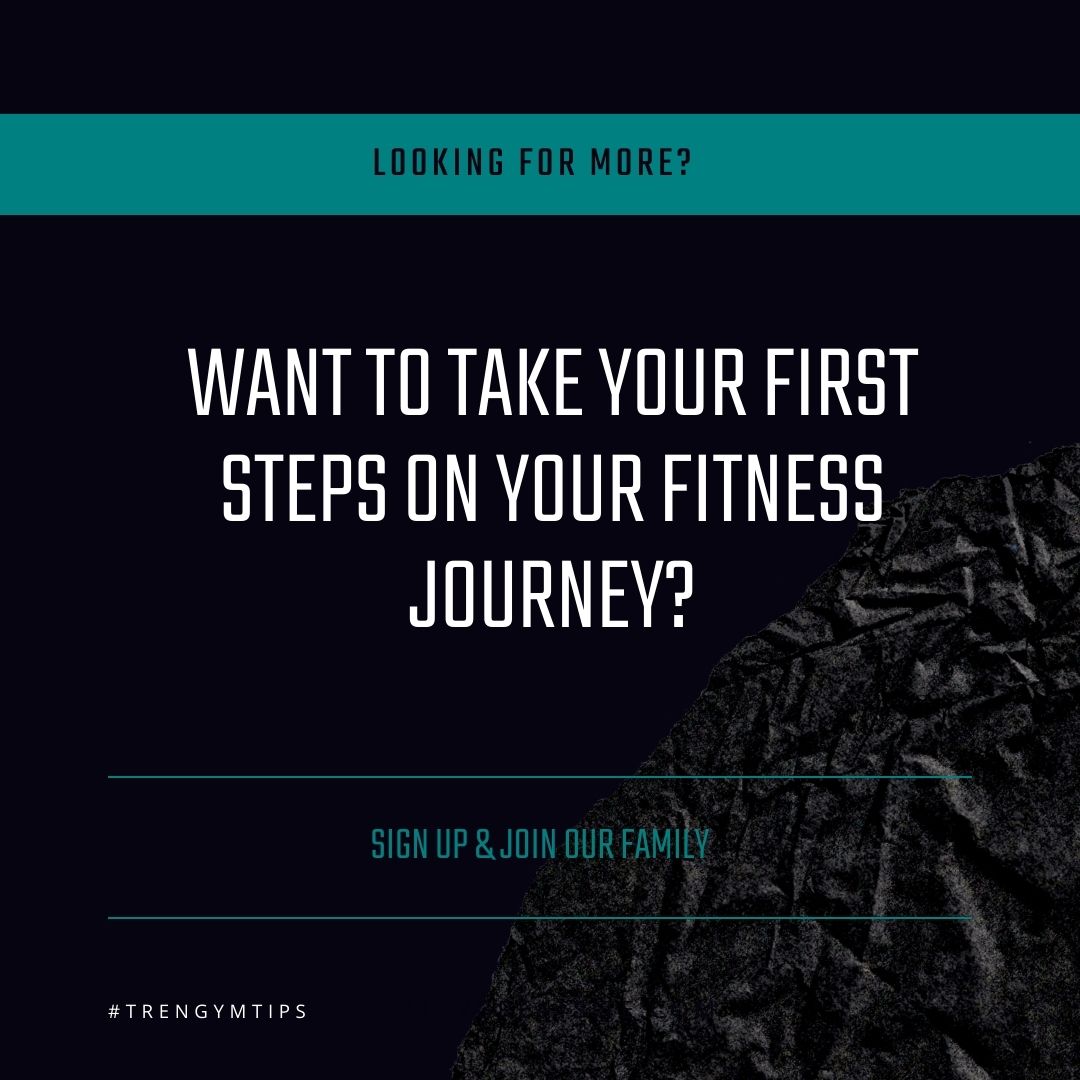 LOOKING FOR MORE?
WANT TO TAKE YOUR FIRST
STEPS ON YOUR FITNESS
JOURNEY?
SIGN UP & JOIN OUR FAMILY
#TRENGYMTIPS